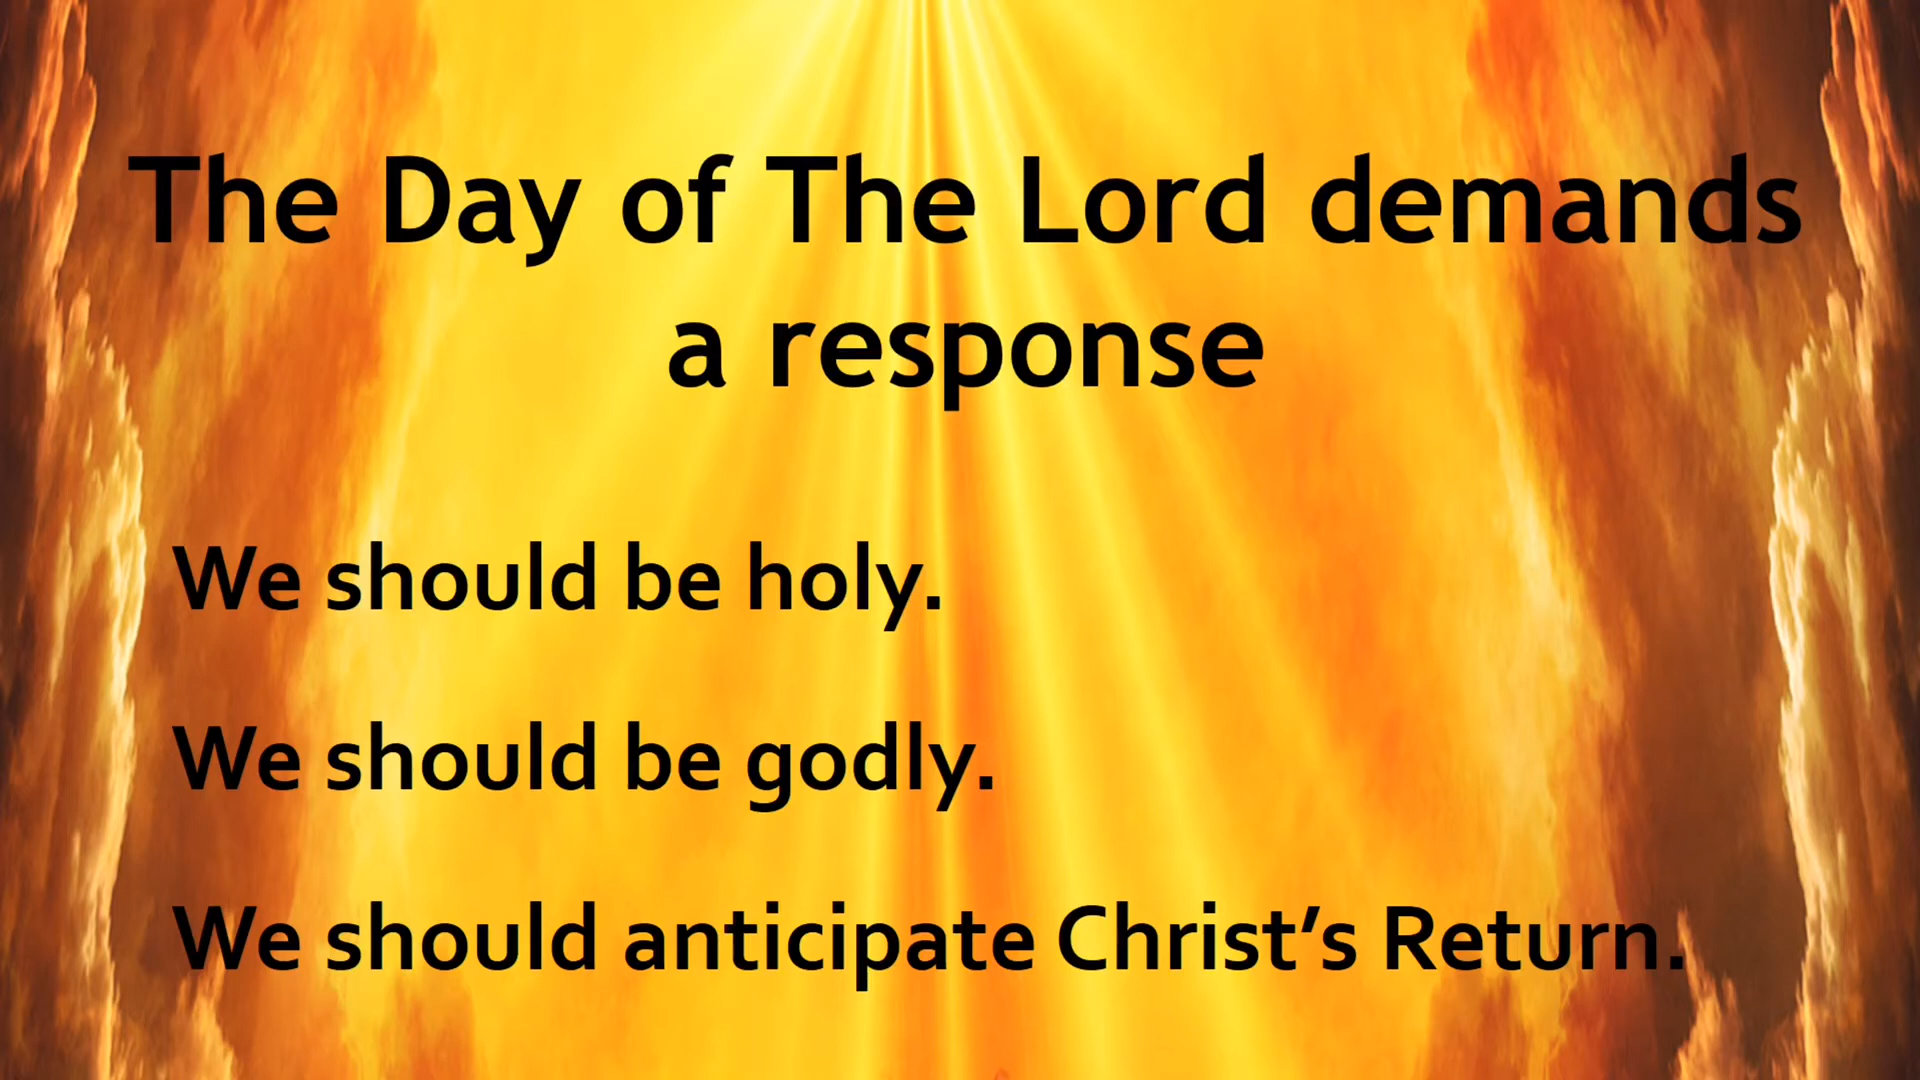 The Day of The Lord demands
a response
We should be holy.
We should be godly.
We should anticipate Christ’s Return.